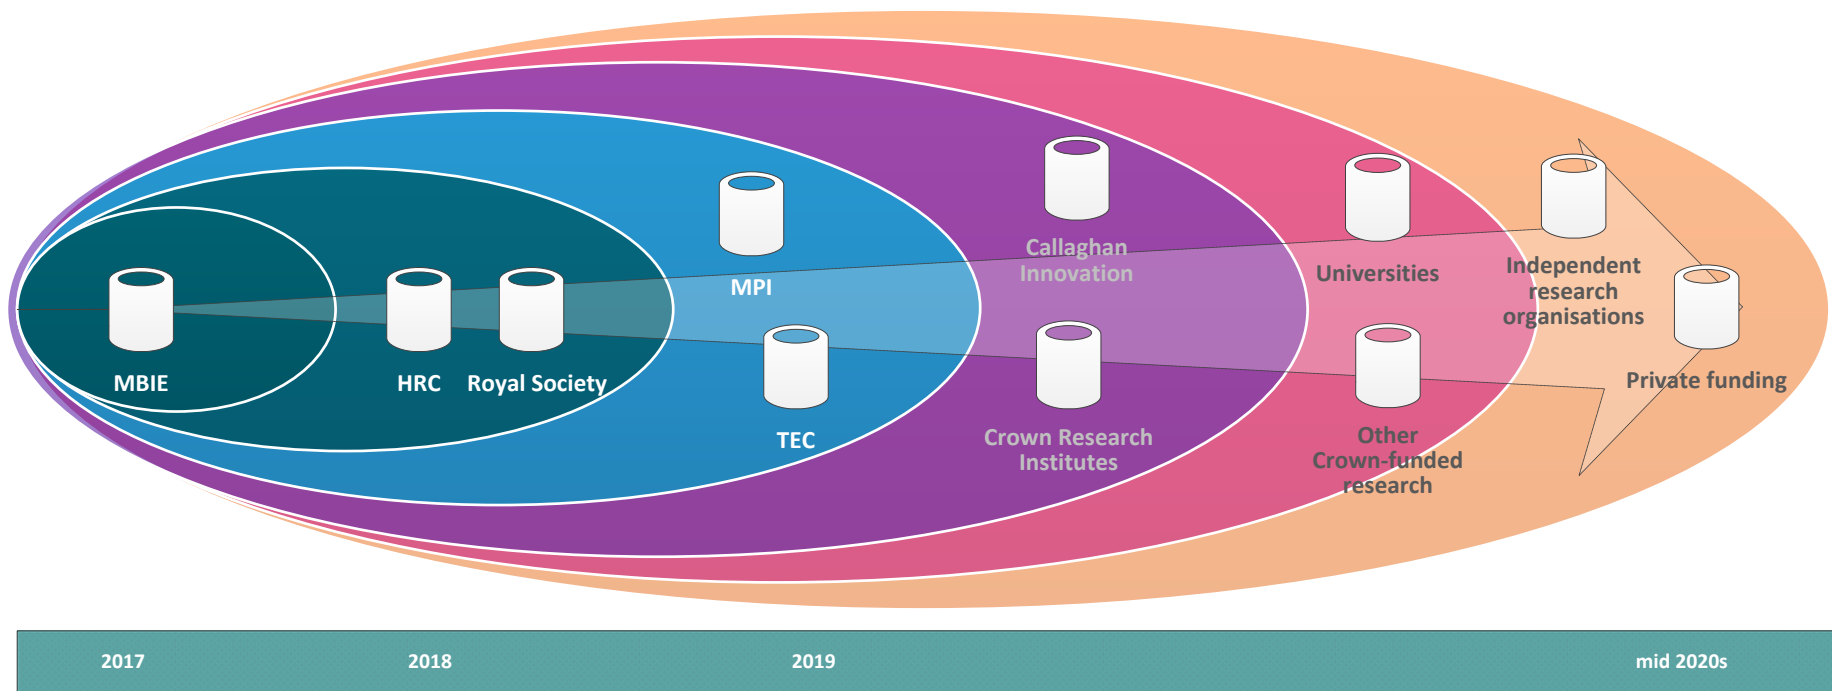 MBIE
HRC
Royal Society
MPI
TEC
Callaghan
Innovation
Crown Research
Institutes
Universities
Other
Crown-funded
research
Independent
research
organisations
Private funding
2017
2018
2019
mid 2020s